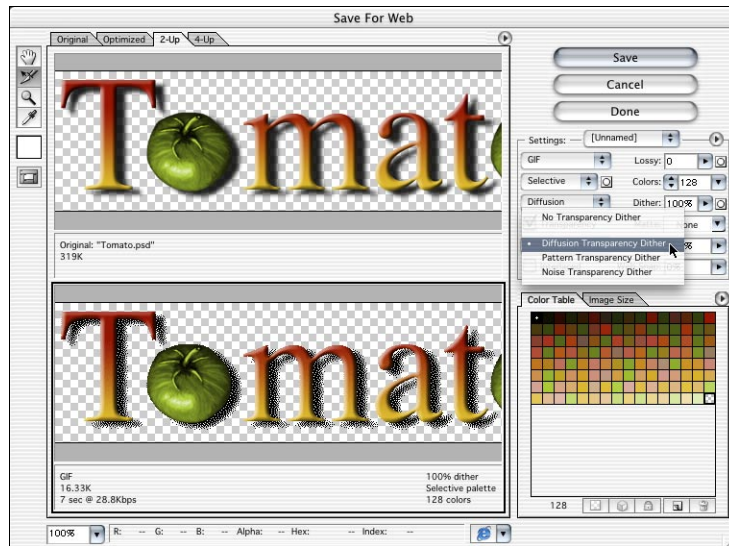 Save For Web
Original Optimized 2-Up 4-Up
Tomato
Original: "Tomato.psd"
319K
Tomato
GIF
16.33K
7 sec @ 28.8Kbps
100% dither
Selective palette
128 colors
100% R: -- G: -- B: -- Alpha: -- Hex: -- Index: --
Save
Cancel
Done
Settings: [Unnamed]
GIF Lossy: 0
Selective Colors: 128
Diffusion Dither: 100%
No Transparency Dither
Diffusion Transparency Dither
Pattern Transparency Dither
Noise Transparency Dither
Color Table Image Size
128